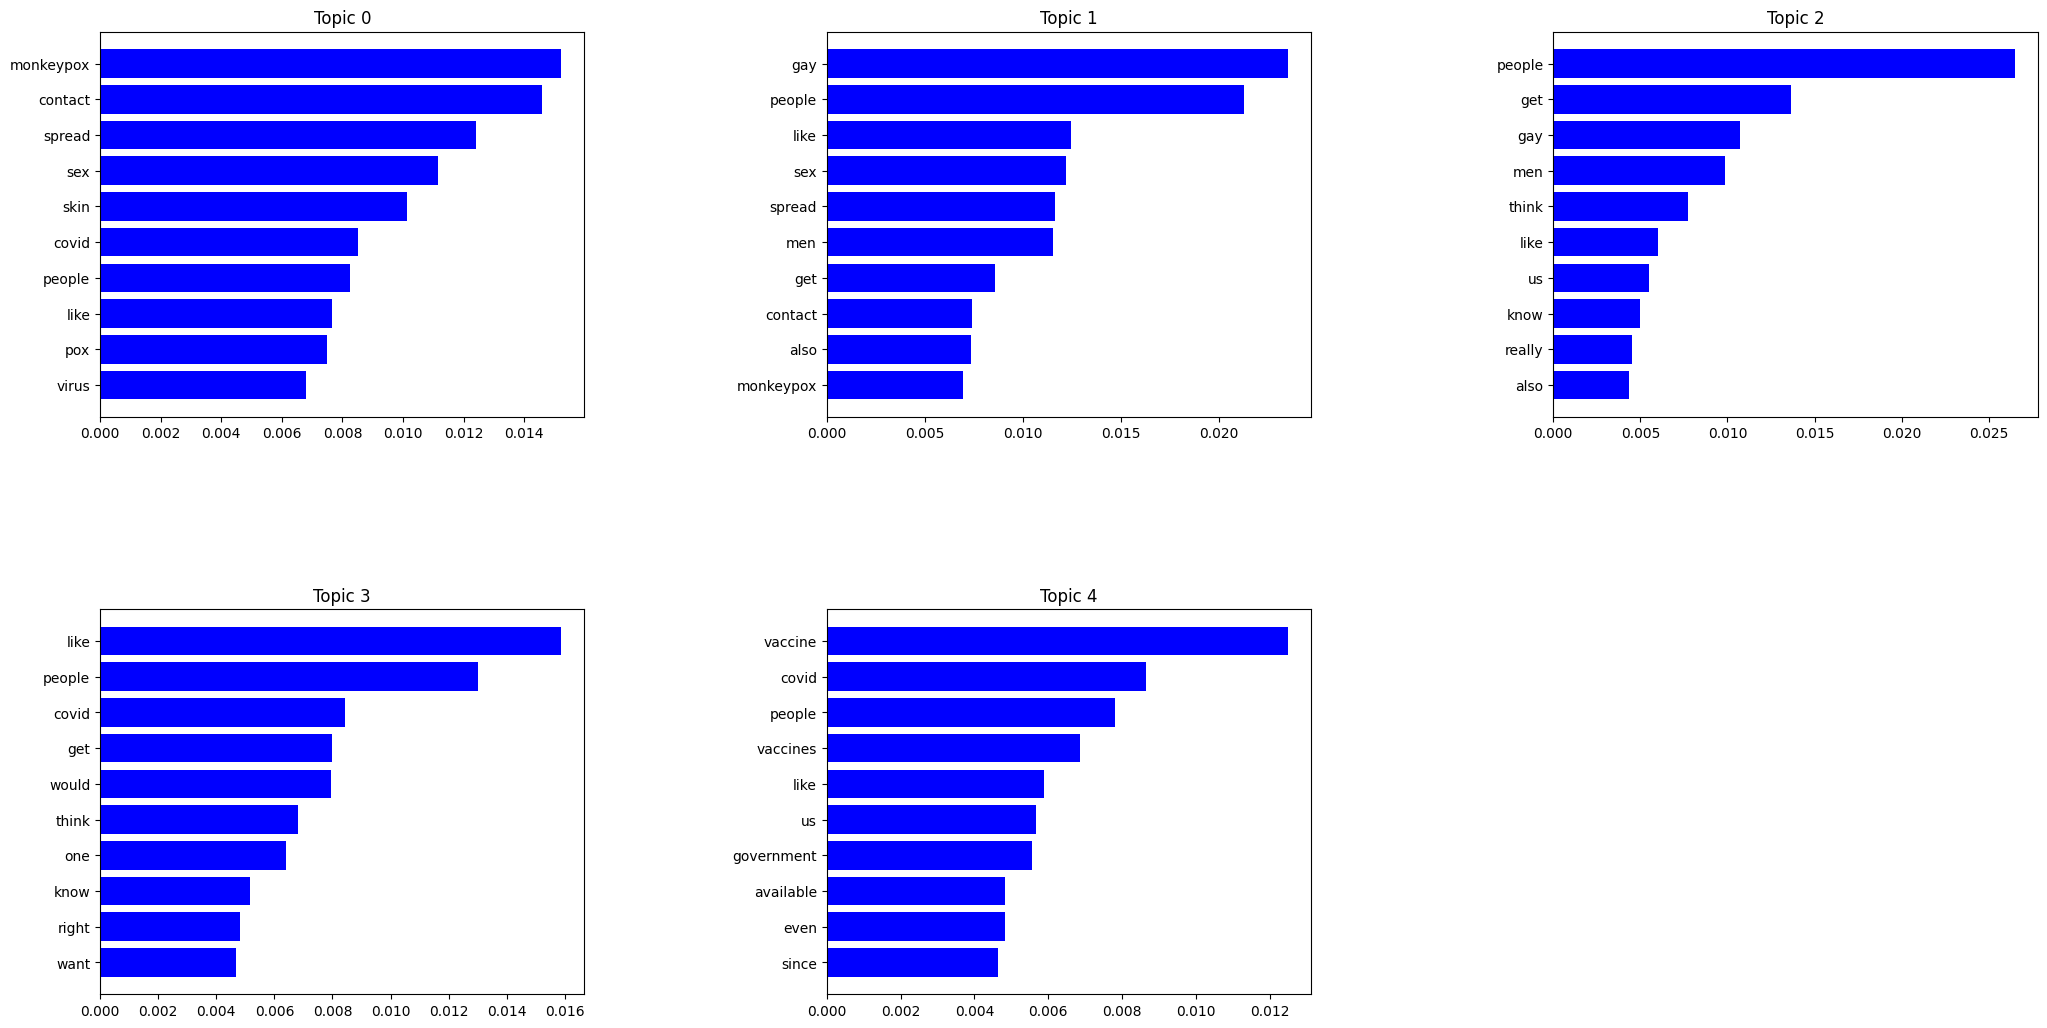 Topic 0
monkeypox
contact
spread
sex
skin
covid
people
like
pox
virus
0.000 0.002 0.004 0.006 0.008 0.010 0.012 0.014
Topic 1
gay
people
like
sex
spread
men
get
contact
also
monkeypox
0.000 0.005 0.010 0.015 0.020
Topic 2
people
get
gay
men
think
like
us
know
really
also
0.000 0.005 0.010 0.015 0.020 0.025
Topic 3
like
people
covid
get
would
think
one
know
right
want
0.000 0.002 0.004 0.006 0.008 0.010 0.012 0.014 0.016
Topic 4
vaccine
covid
people
vaccines
like
us
government
available
even
since
0.000 0.002 0.004 0.006 0.008 0.010 0.012